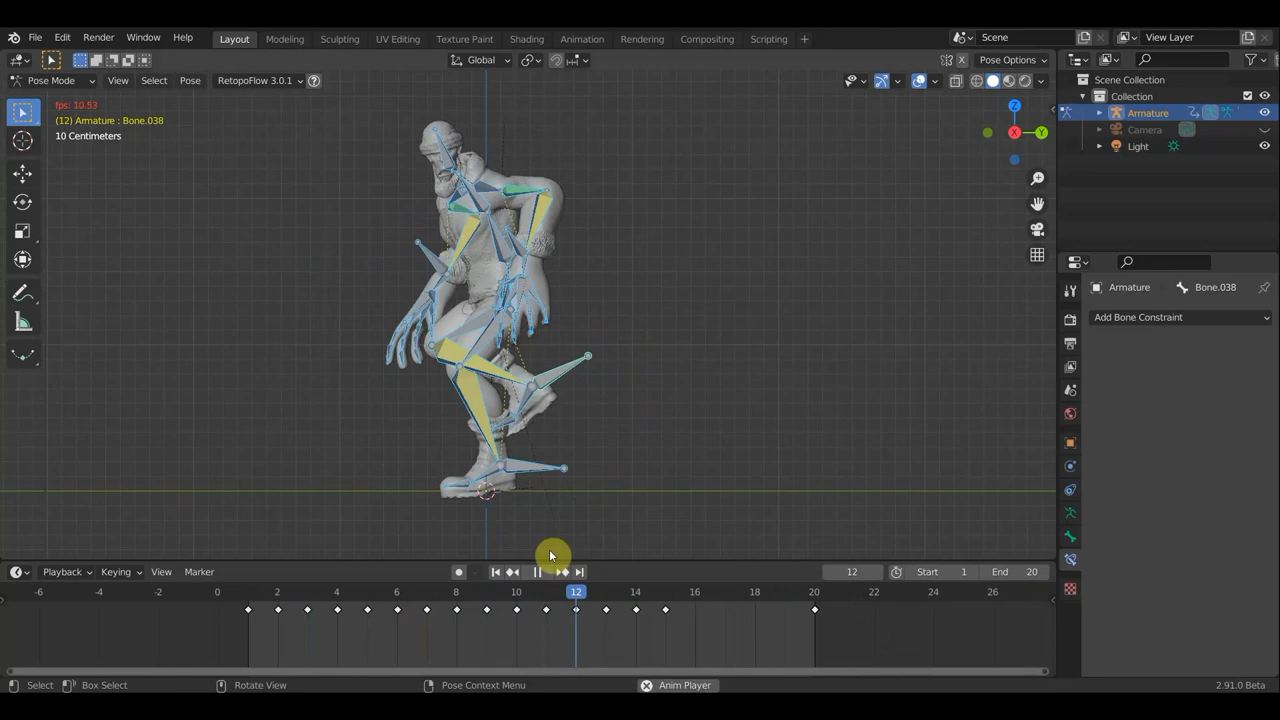 File Edit Render Window Help Layout Modeling Sculpting UV Editing Texture Paint Shading Animation Rendering Compositing Scripting + Scene View Layer
Global Pose Options
Pose Mode View Select Pose RetopoFlow 3.0.1
fps: 10.53
(12) Armature : Bone.038
10 Centimeters
Z
X
Y
Scene Collection
Collection
Armature
Camera
Light
Armature Bone.038
Add Bone Constraint
Playback Keying View Marker 12 Start 1 End 20
-6 -4 -2 0 2 4 6 8 10 12 14 16 18 20 22 24 26
Select Box Select Rotate View Pose Context Menu Anim Player 2.91.0 Beta